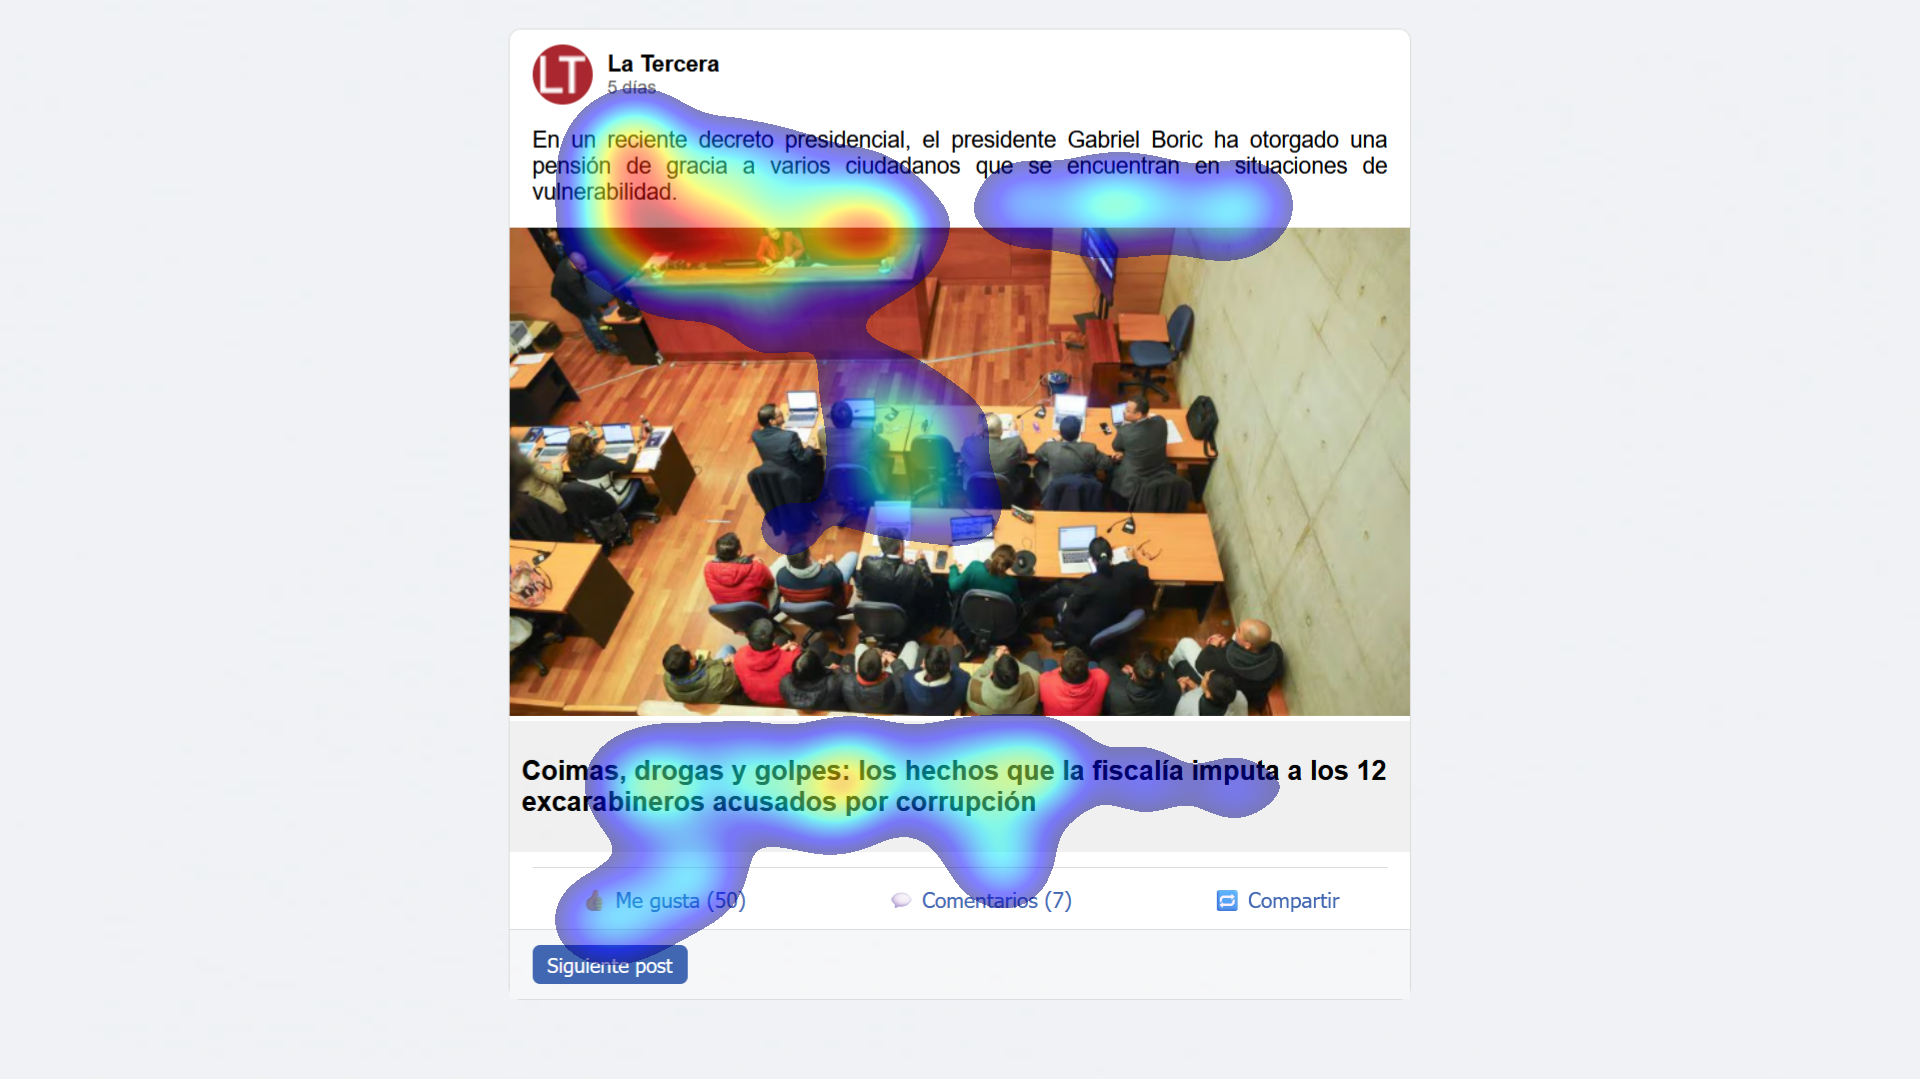 LT
La Tercera
5 días
En un reciente decreto presidencial, el presidente Gabriel Boric ha otorgado una
pensión de gracia a varios ciudadanos que se encuentran en situaciones de
vulnerabilidad.
Coimas, drogas y golpes: los hechos que la fiscalía imputa a los 12
excarabineros acusados por corrupción
Me gusta (50)
Comentarios (7)
Compartir
Siguiente post